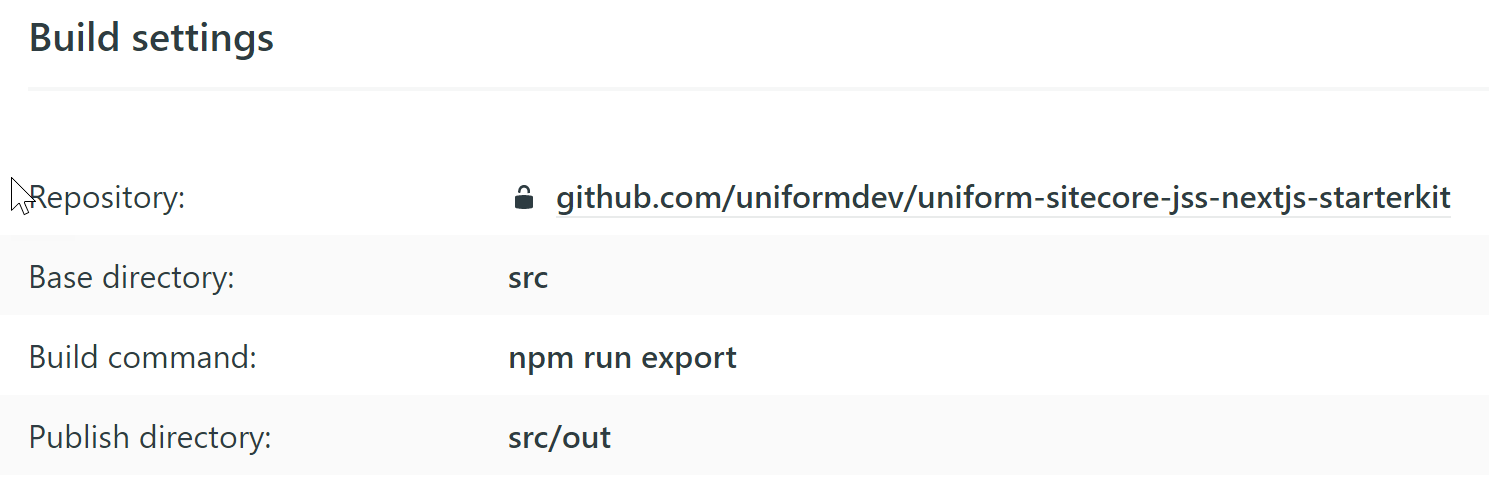 Build settings
Repository: github.com/uniformdev/uniform-sitecore-jss-nextjs-starterkit
Base directory: src
Build command: npm run export
Publish directory: src/out